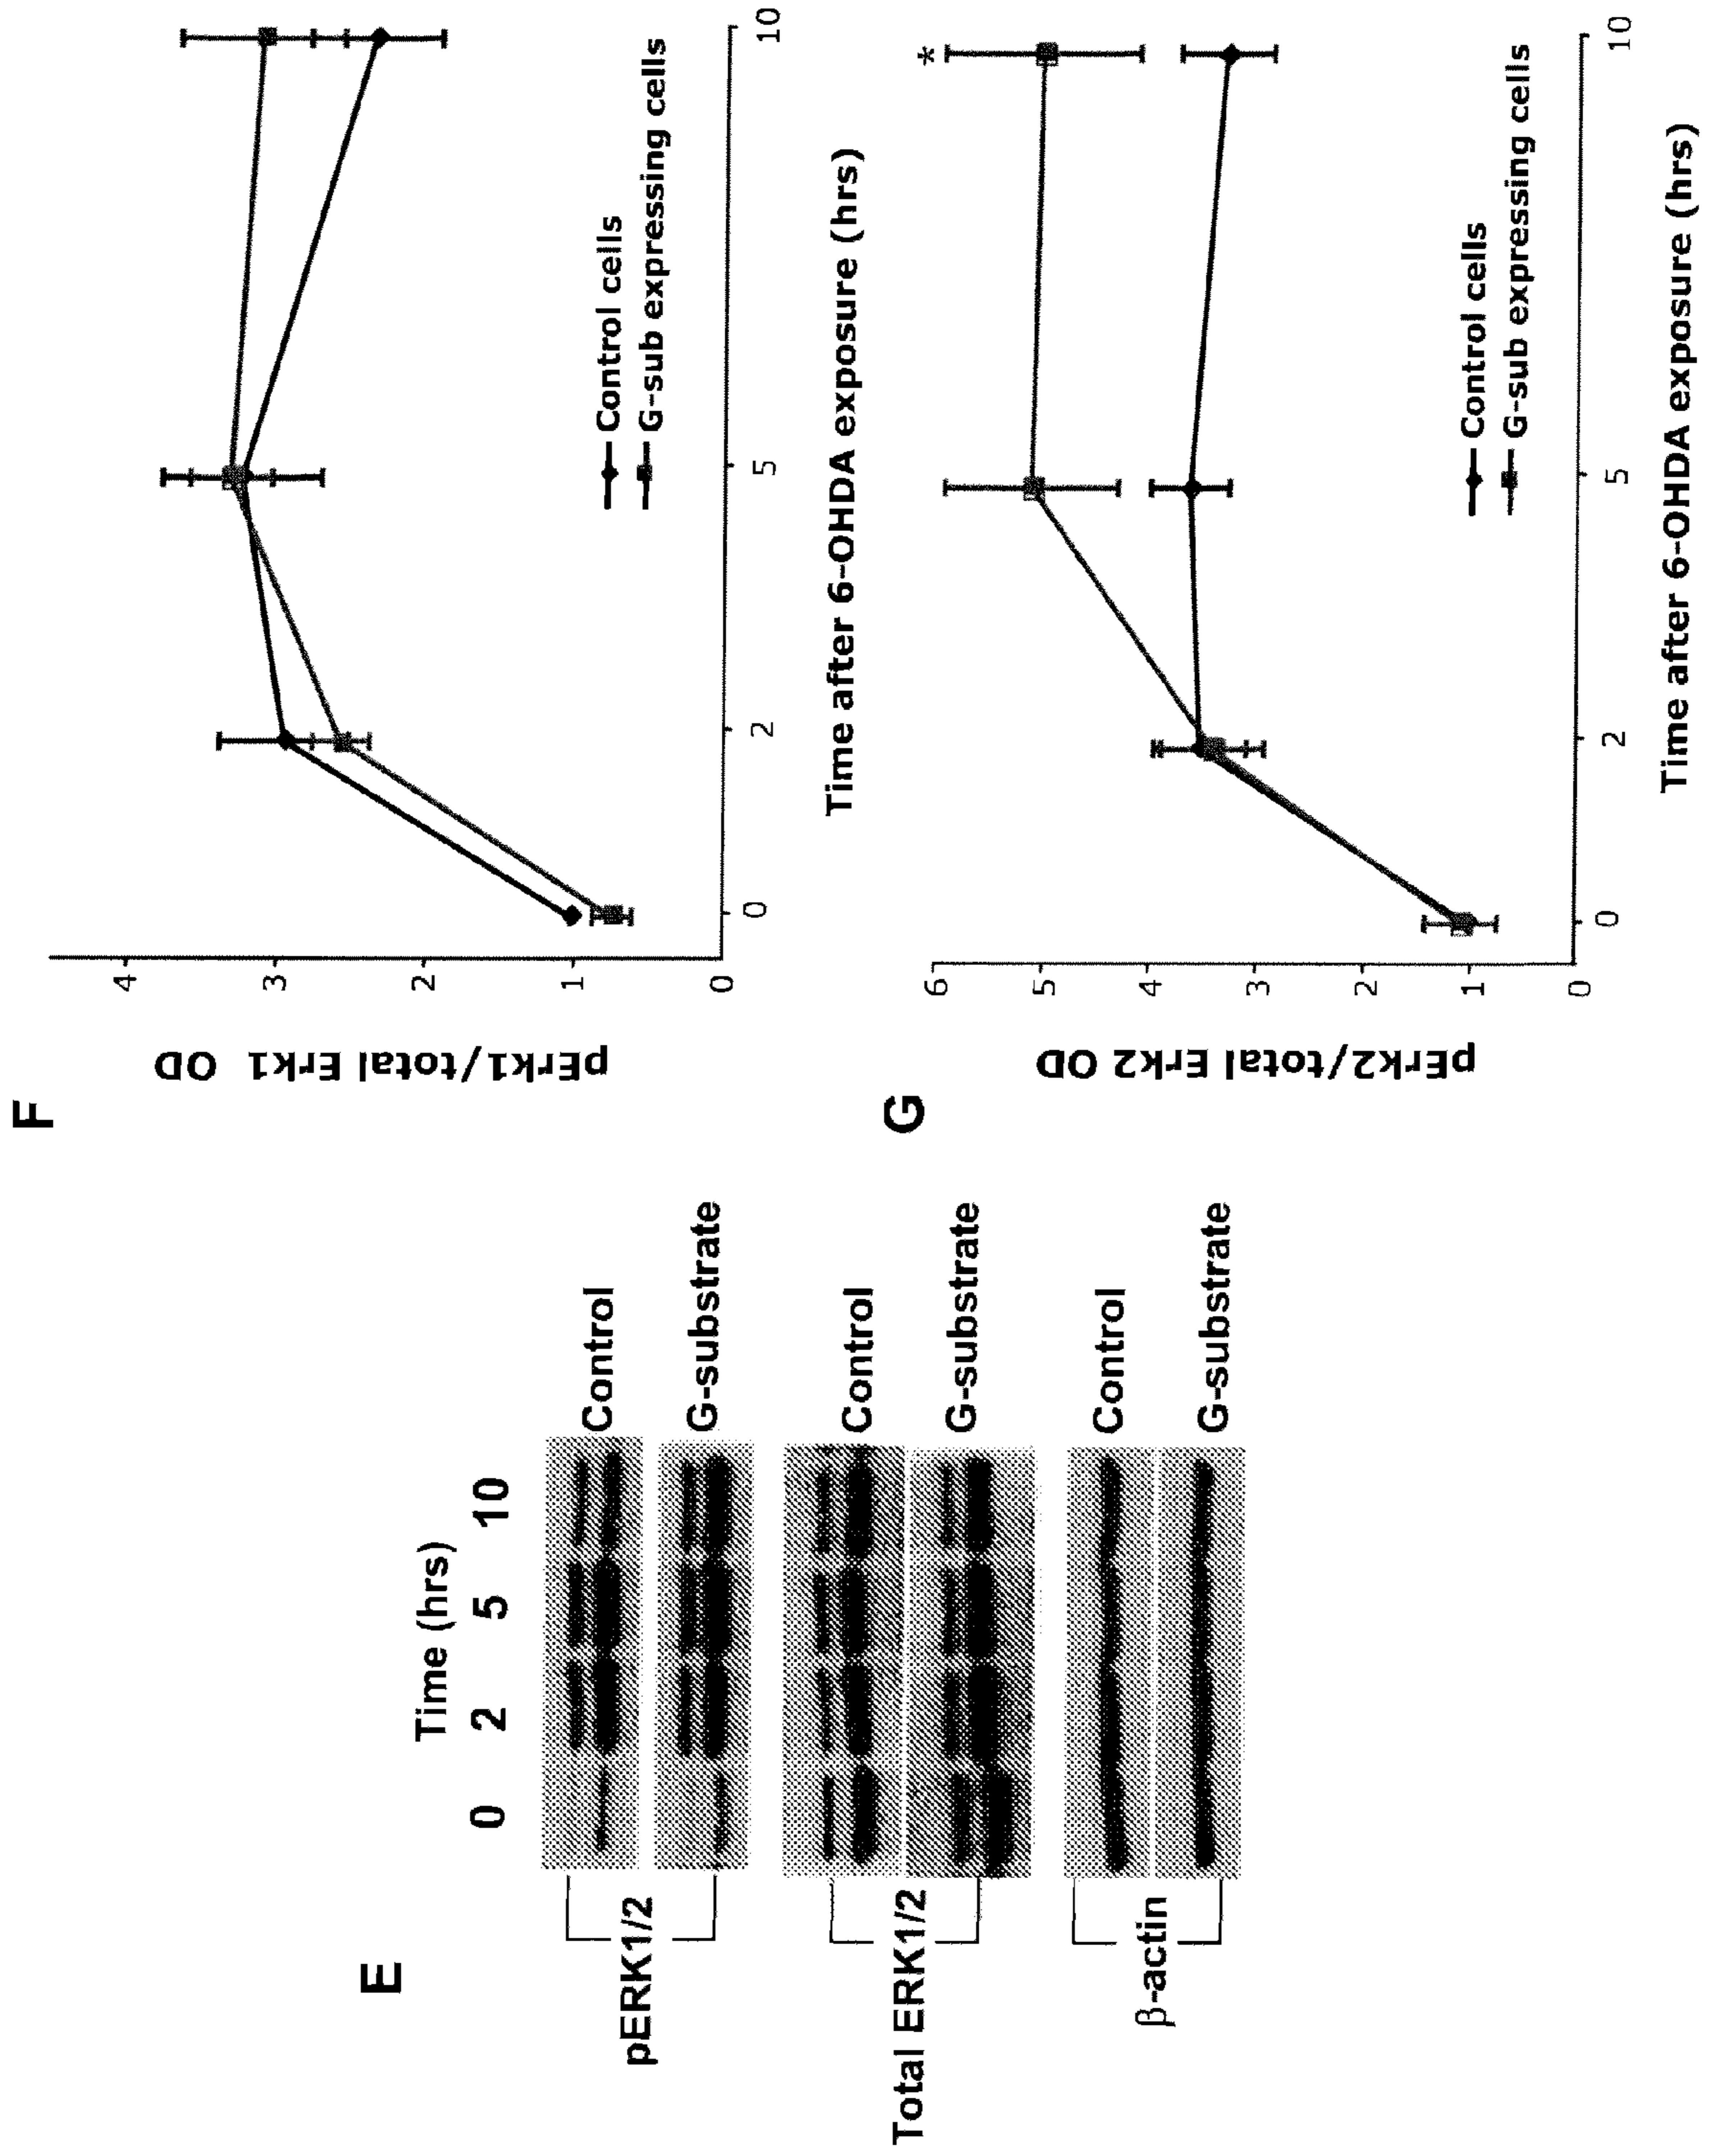 E
Time (hrs)
0 2 5 10
pERK1/2
Control
G-substrate
Total ERK1/2
Control
G-substrate
β-actin
Control
G-substrate
F
pErk1/total Erk1 OD
4
3
2
1
0
0 2 5 10
Time after 6-OHDA exposure (hrs)
Control cells
G-sub expressing cells
G
pErk2/total Erk2 OD
6
5
4
3
2
1
0
*
0 2 5 10
Time after 6-OHDA exposure (hrs)
Control cells
G-sub expressing cells